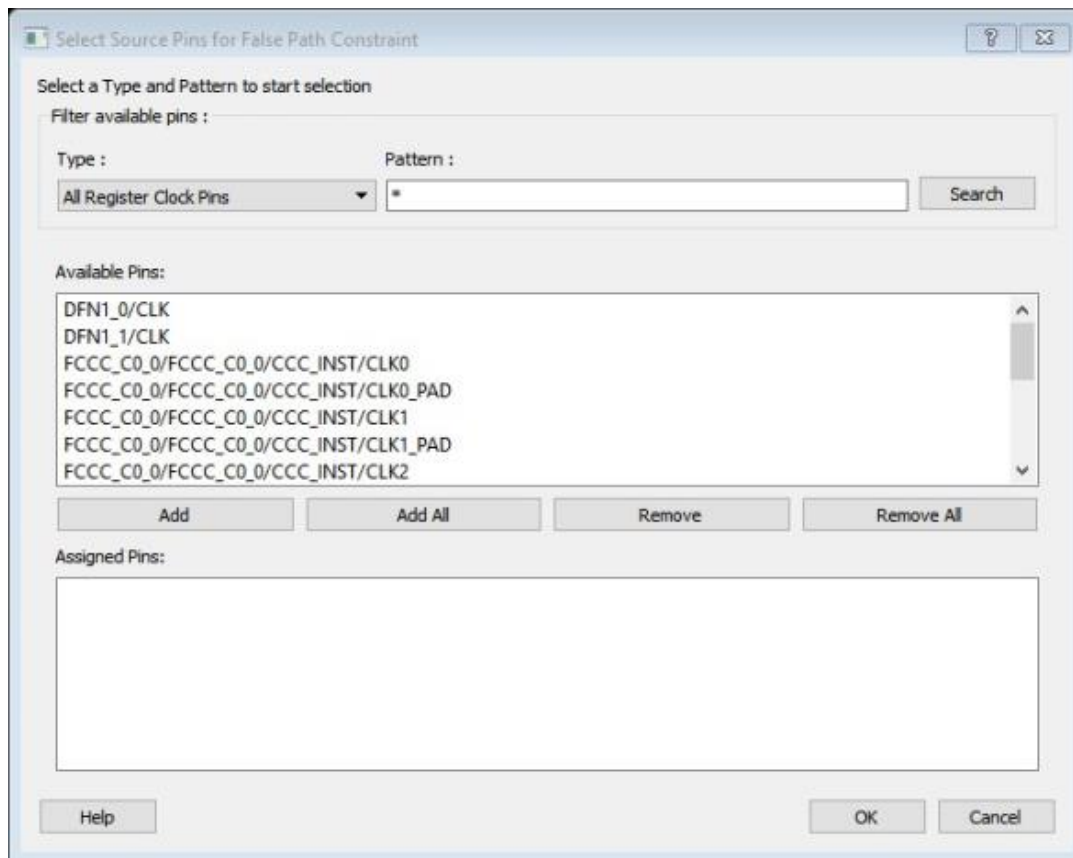 Select Source Pins for False Path Constraint
Select a Type and Pattern to start selection
Filter available pins :
Type : Pattern :
All Register Clock Pins * Search
Available Pins:
DFN1_0/CLK
DFN1_1/CLK
FCCC_C0_0/FCCC_C0_0/CCC_INST/CLK0
FCCC_C0_0/FCCC_C0_0/CCC_INST/CLK0_PAD
FCCC_C0_0/FCCC_C0_0/CCC_INST/CLK1
FCCC_C0_0/FCCC_C0_0/CCC_INST/CLK1_PAD
FCCC_C0_0/FCCC_C0_0/CCC_INST/CLK2
Add Add All Remove Remove All
Assigned Pins:
Help OK Cancel